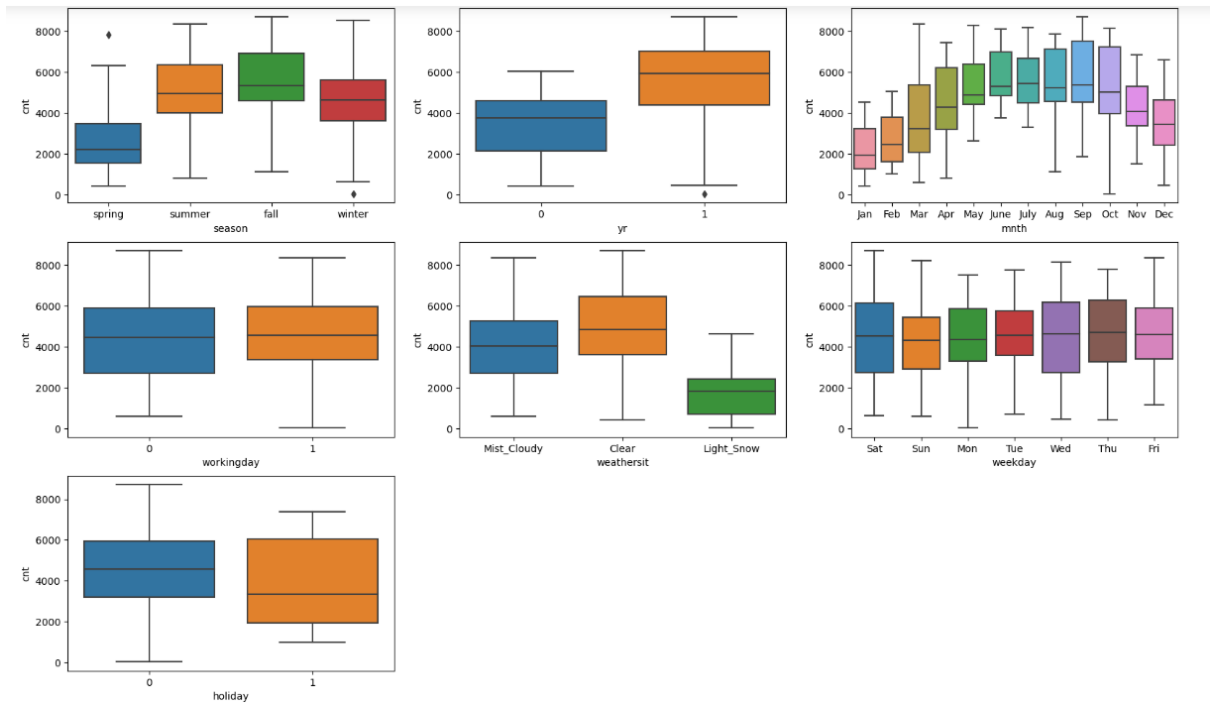 cnt
8000
6000
4000
2000
0
spring summer fall winter
season
cnt
8000
6000
4000
2000
0
0 1
yr
cnt
8000
6000
4000
2000
0
Jan Feb Mar Apr May June July Aug Sep Oct Nov Dec
mnth
cnt
8000
6000
4000
2000
0
0 1
workingday
cnt
8000
6000
4000
2000
0
Mist_Cloudy Clear Light_Snow
weathersit
cnt
8000
6000
4000
2000
0
Sat Sun Mon Tue Wed Thu Fri
weekday
cnt
8000
6000
4000
2000
0
0 1
holiday